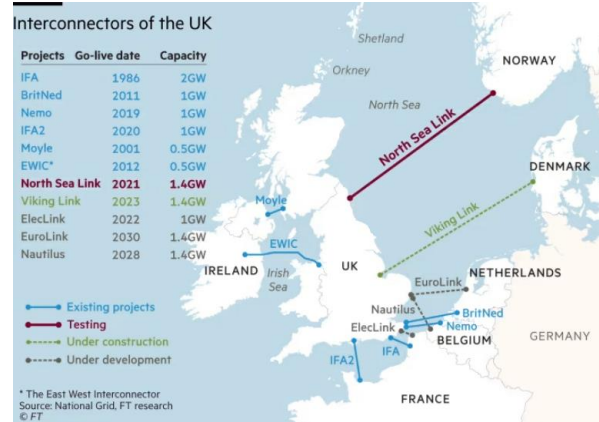 Interconnectors of the UK
Projects Go-live date Capacity
IFA 1986 2GW
BritNed 2011 1GW
Nemo 2019 1GW
IFA2 2020 1GW
Moyle 2001 0.5GW
EWIC* 2012 0.5GW
North Sea Link 2021 1.4GW
Viking Link 2023 1.4GW
ElecLink 2022 1GW
EuroLink 2030 1.4GW
Nautilus 2028 1.4GW
Existing projects
Testing
Under construction
Under development
* The East West Interconnector
Source: National Grid, FT research
© FT
Shetland
Orkney
NORWAY
North Sea
North Sea Link
DENMARK
Moyle
Viking Link
EWIC
IRELAND
Irish
Sea
UK
EuroLink
NETHERLANDS
Nautilus
BritNed
ElecLink
Nemo
BELGIUM
GERMANY
IFA2
IFA
FRANCE